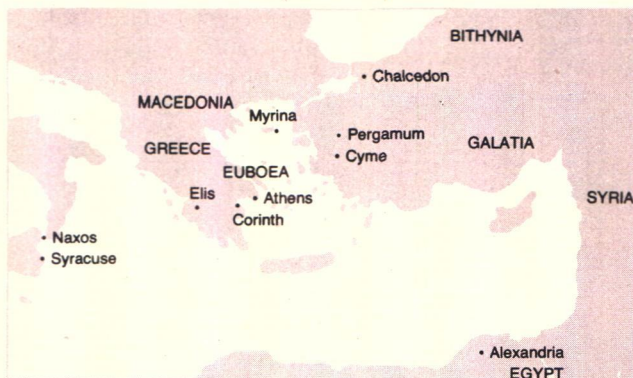 BITHYNIA
Chalcedon
MACEDONIA
Myrina
Pergamum
GREECE
GALATIA
Cyme
EUBOEA
Elis
Athens
SYRIA
Corinth
Naxos
Syracuse
Alexandria
EGYPT